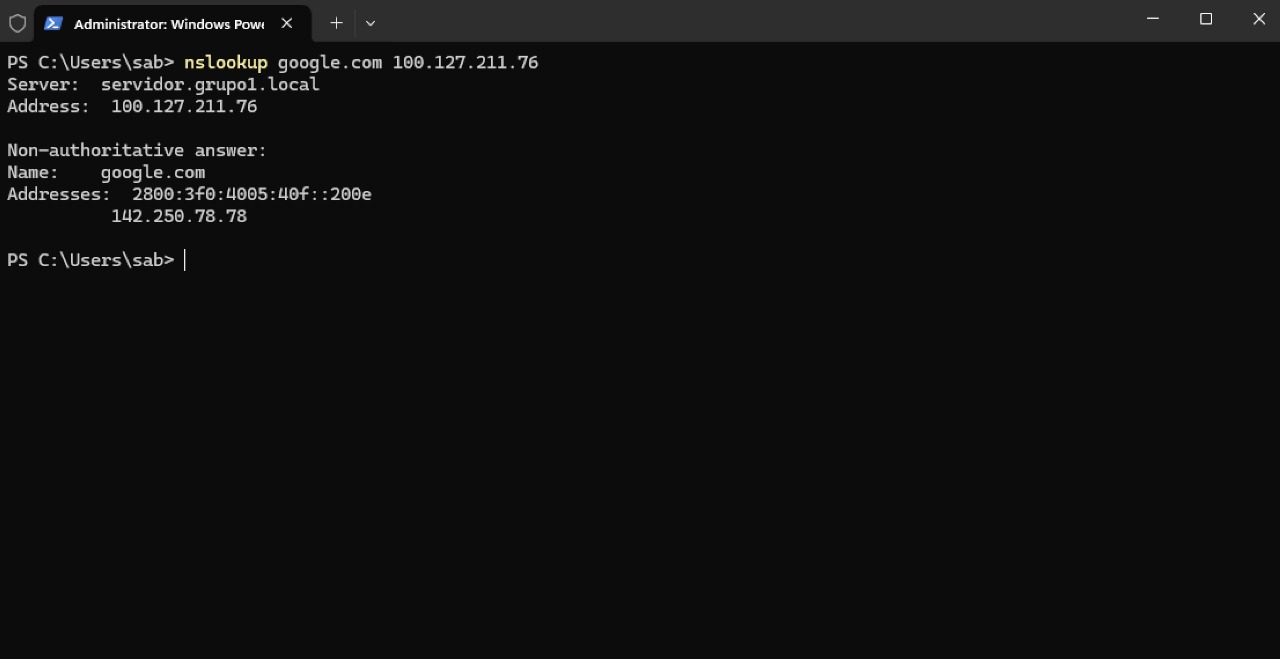 Administrator: Windows Powe
PS C:\Users\sab> nslookup google.com 100.127.211.76
Server:  servidor.grupo1.local
Address:  100.127.211.76
Non-authoritative answer:
Name:    google.com
Addresses:  2800:3f0:4005:40f::200e
142.250.78.78
PS C:\Users\sab>